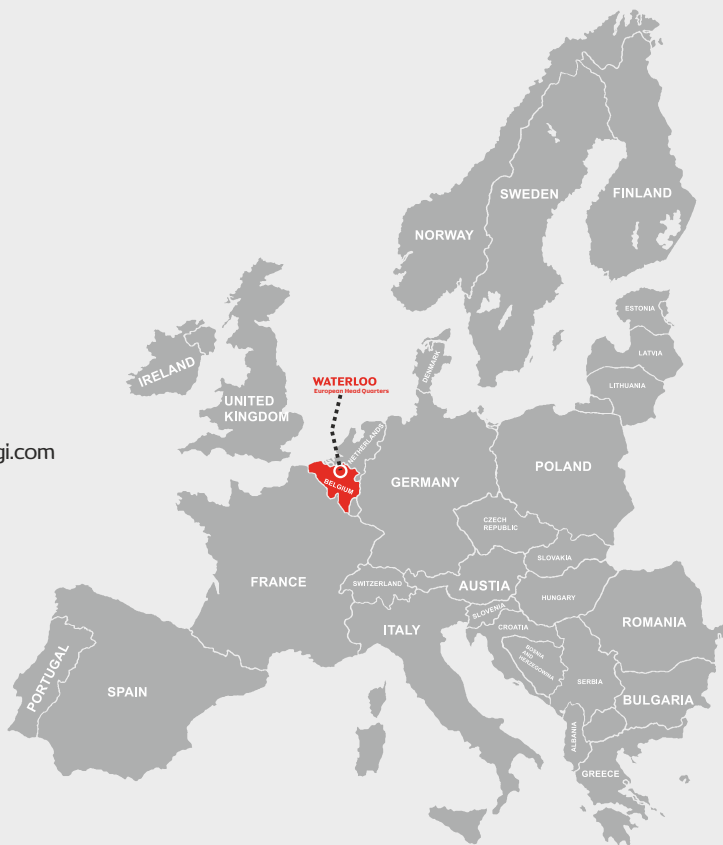 SWEDEN
FINLAND
NORWAY
ESTONIA
LATVIA
DENMARK
LITHUANIA
IRELAND
WATERLOO
European Head Quarters
UNITED
KINGDOM
NETHERLANDS
gi.com
POLAND
GERMANY
BELGIUM
CZECH
REPUBLIC
SLOVAKIA
FRANCE
SWITZERLAND
AUSTIA
HUNGARY
SLOVENIA
ROMANIA
CROATIA
ITALY
BOSNIA
AND
HERZEGOVINA
PORTUGAL
SPAIN
SERBIA
BULGARIA
ALBANIA
GREECE